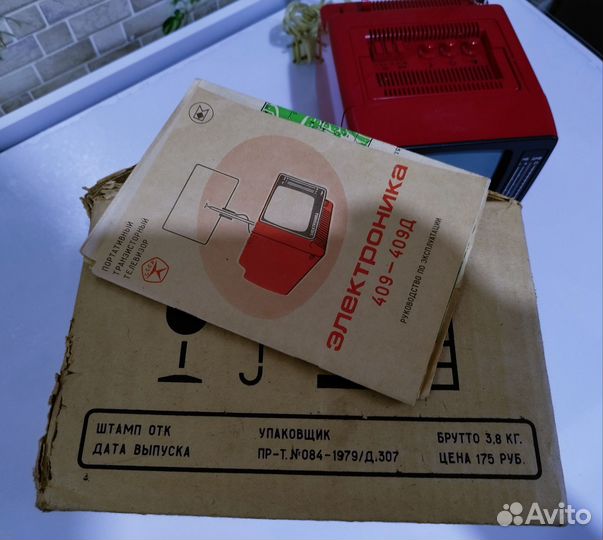 ПОРТАТИВНЫЙ
ТРАНЗИСТОРНЫЙ
ТЕЛЕВИЗОР
ЭЛЕКТРОНИКА
409-409Д
РУКОВОДСТВО ПО ЭКСПЛУАТАЦИИ
ШТАМП ОТК
ДАТА ВЫПУСКА
УПАКОВЩИК
ПР-Т. №084-1979/Д.307
БРУТТО 3,8 КГ.
ЦЕНА 175 РУБ.
Avito